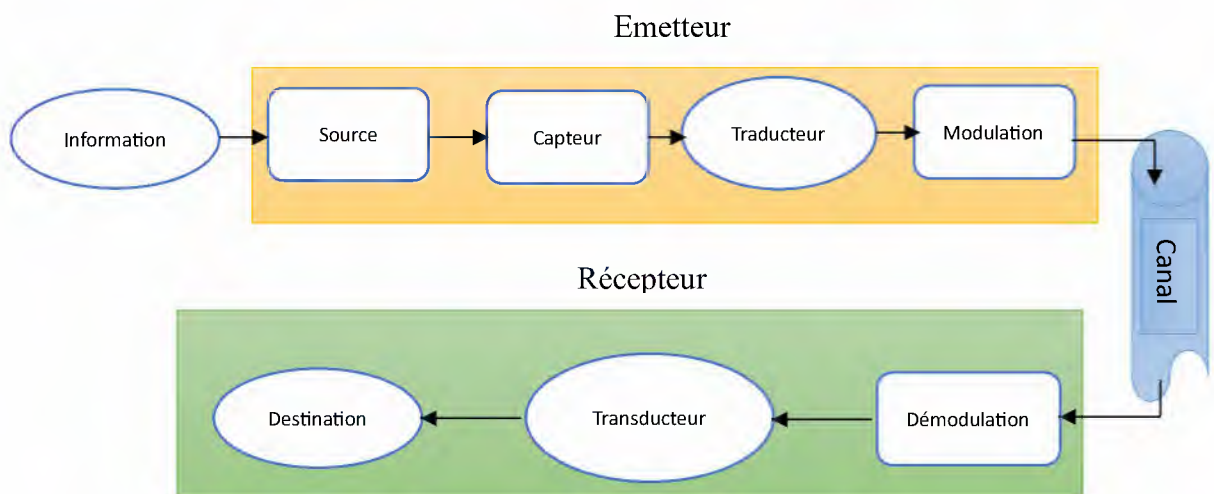 Emetteur
Information
Source
Capteur
Traducteur
Modulation
Canal
Récepteur
Destination
Transducteur
Démodulation